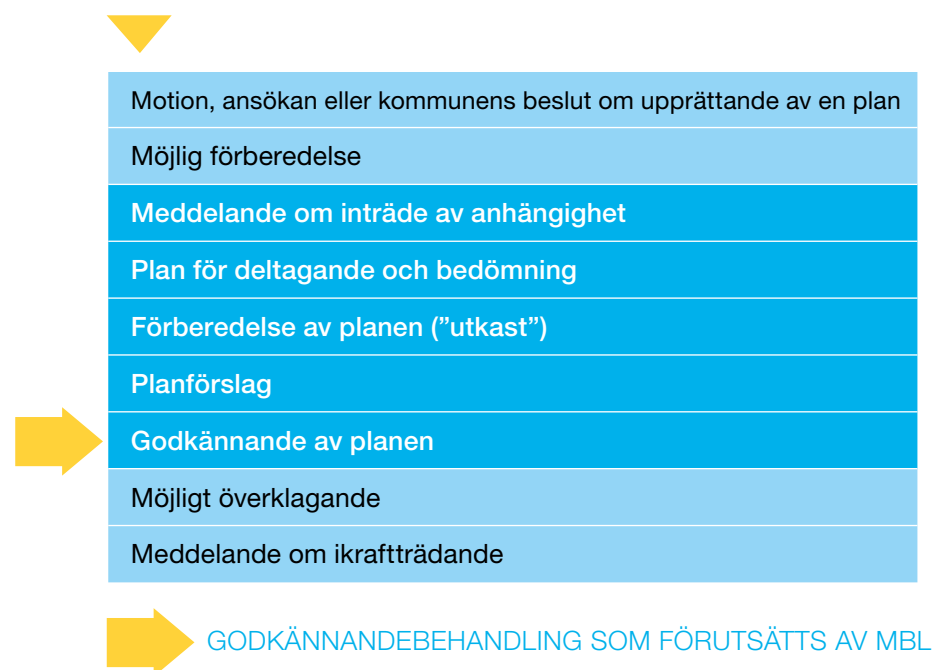 Motion, ansökan eller kommunens beslut om upprättande av en plan
Möjlig förberedelse
Meddelande om inträde av anhängighet
Plan för deltagande och bedömning
Förberedelse av planen (”utkast”)
Planförslag
Godkännande av planen
Möjligt överklagande
Meddelande om ikraftträdande
GODKÄNNANDEBEHANDLING SOM FÖRUTSÄTTS AV MBL